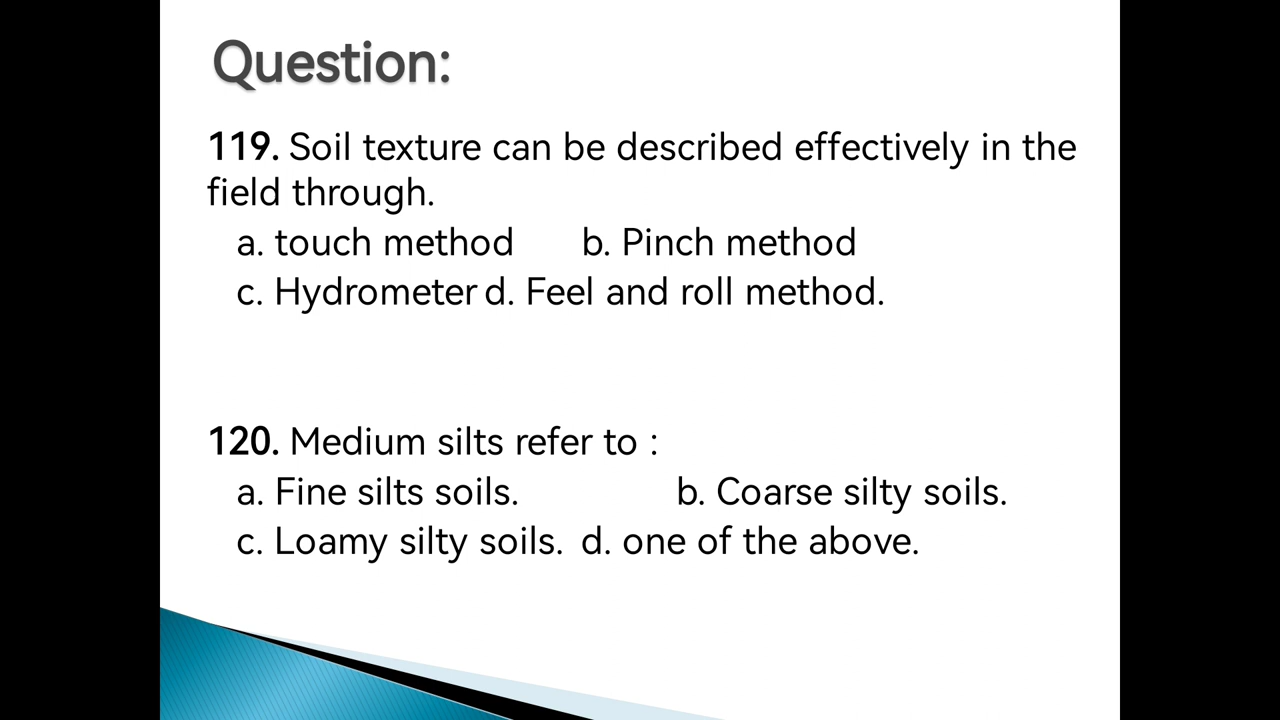 Question:
119. Soil texture can be described effectively in the
field through.
a. touch method b. Pinch method
c. Hydrometer d. Feel and roll method.
120. Medium silts refer to :
a. Fine silts soils. b. Coarse silty soils.
c. Loamy silty soils. d. one of the above.